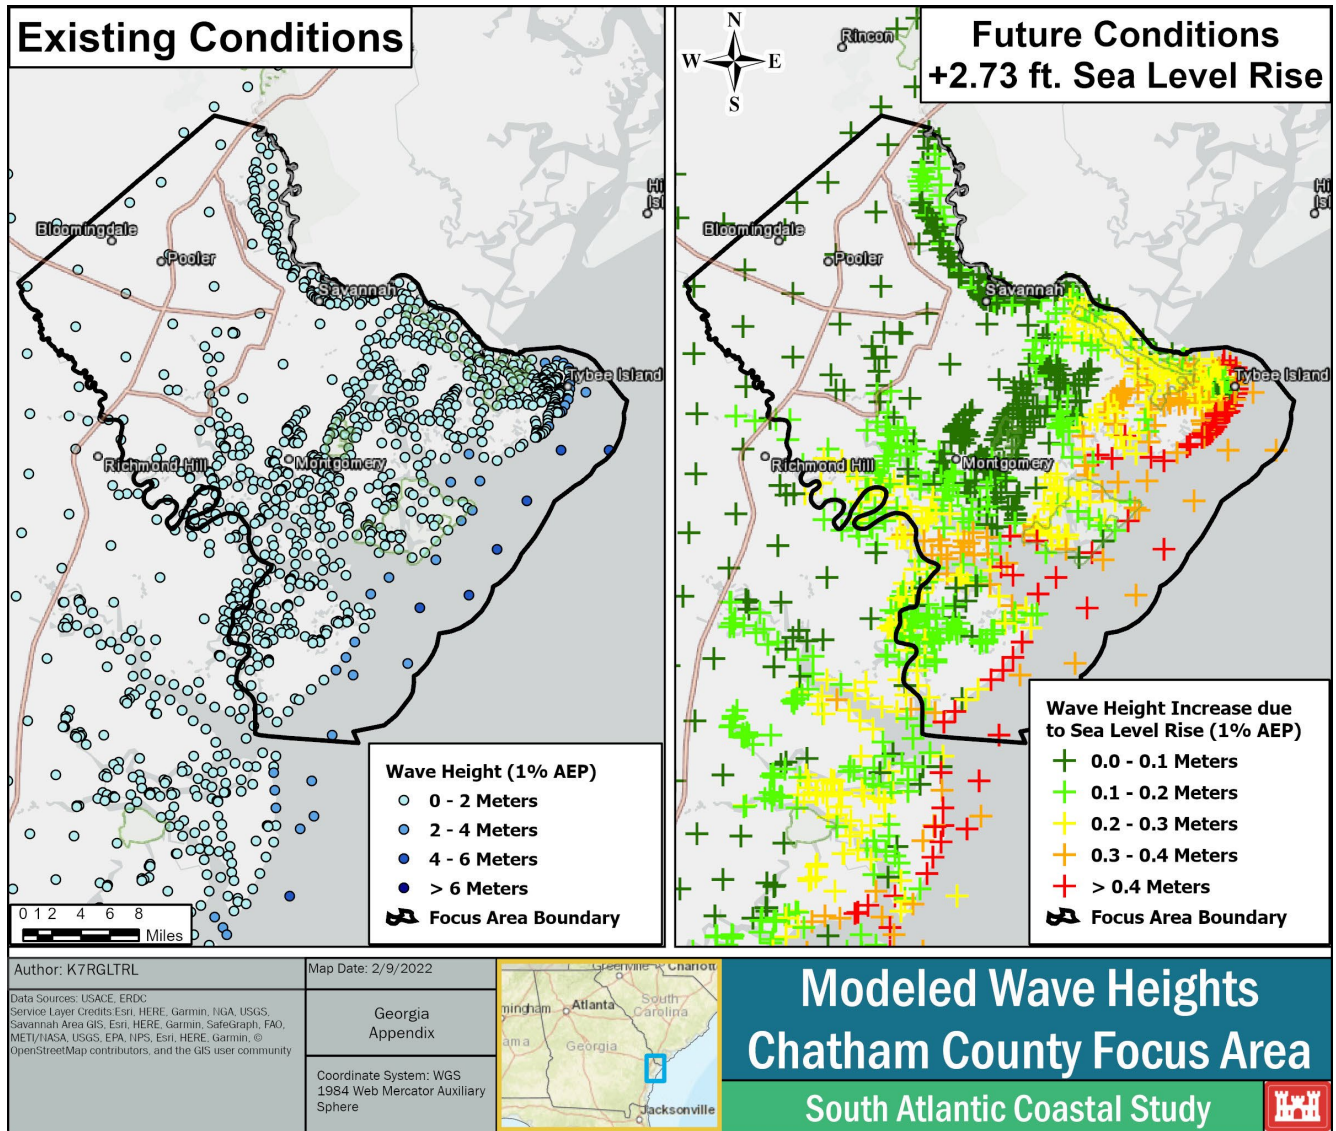 Existing Conditions
Bloomingdale
Pooler
Savannah
Tybee Island
Richmond Hill
Montgomery
Wave Height (1% AEP)
0 - 2 Meters
2 - 4 Meters
4 - 6 Meters
> 6 Meters
Focus Area Boundary
0 1 2 4 6 8
Miles
Future Conditions
+2.73 ft. Sea Level Rise
N
W E
S
Rincon
Hi
Isl
Bloomingdale
Pooler
Savannah
Tybee Island
Richmond Hill
Montgomery
Wave Height Increase due
to Sea Level Rise (1% AEP)
0.0 - 0.1 Meters
0.1 - 0.2 Meters
0.2 - 0.3 Meters
0.3 - 0.4 Meters
> 0.4 Meters
Focus Area Boundary
Author: K7RGLTRL
Data Sources: USACE, ERDC
Service Layer Credits:Esri, HERE, Garmin, NGA, USGS,
Savannah Area GIS, Esri, HERE, Garmin, SafeGraph, FAO,
METI/NASA, USGS, EPA, NPS, Esri, HERE, Garmin, ©
OpenStreetMap contributors, and the GIS user community
Map Date: 2/9/2022
Georgia
Appendix
Coordinate System: WGS
1984 Web Mercator Auxiliary
Sphere
Greenville
Charlott
mingham
Atlanta
South
Carolina
ama
Georgia
Jacksonville
Modeled Wave Heights
Chatham County Focus Area
South Atlantic Coastal Study